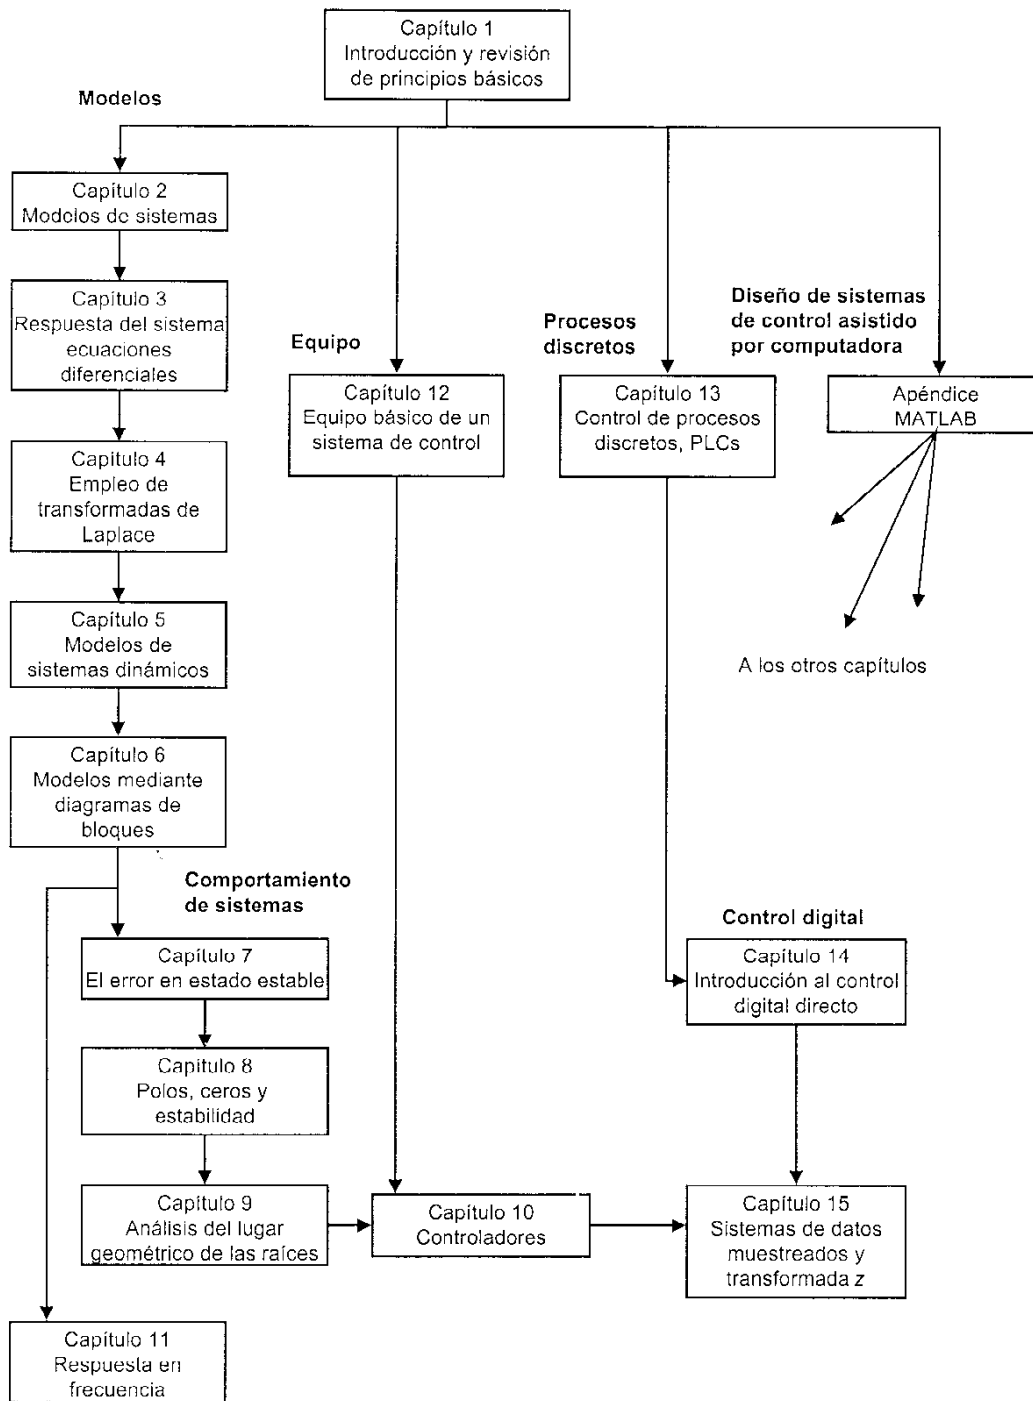 Capítulo 1
Introducción y revisión
de principios básicos
Modelos
Capítulo 2
Modelos de sistemas
Capítulo 3
Respuesta del sistema
ecuaciones
diferenciales
Capítulo 4
Empleo de
transformadas de
Laplace
Capítulo 5
Modelos de
sistemas dinámicos
Capítulo 6
Modelos mediante
diagramas de
bloques
Equipo
Capítulo 12
Equipo básico de un
sistema de control
Procesos
discretos
Capítulo 13
Control de procesos
discretos, PLCs
Diseño de sistemas
de control asistido
por computadora
Apéndice
MATLAB
A los otros capítulos
Comportamiento
de sistemas
Capítulo 7
El error en estado estable
Capítulo 8
Polos, ceros y
estabilidad
Capítulo 9
Análisis del lugar
geométrico de las raíces
Capítulo 10
Controladores
Control digital
Capítulo 14
Introducción al control
digital directo
Capítulo 15
Sistemas de datos
muestreados y
transformada z
Capítulo 11
Respuesta en
frecuencia